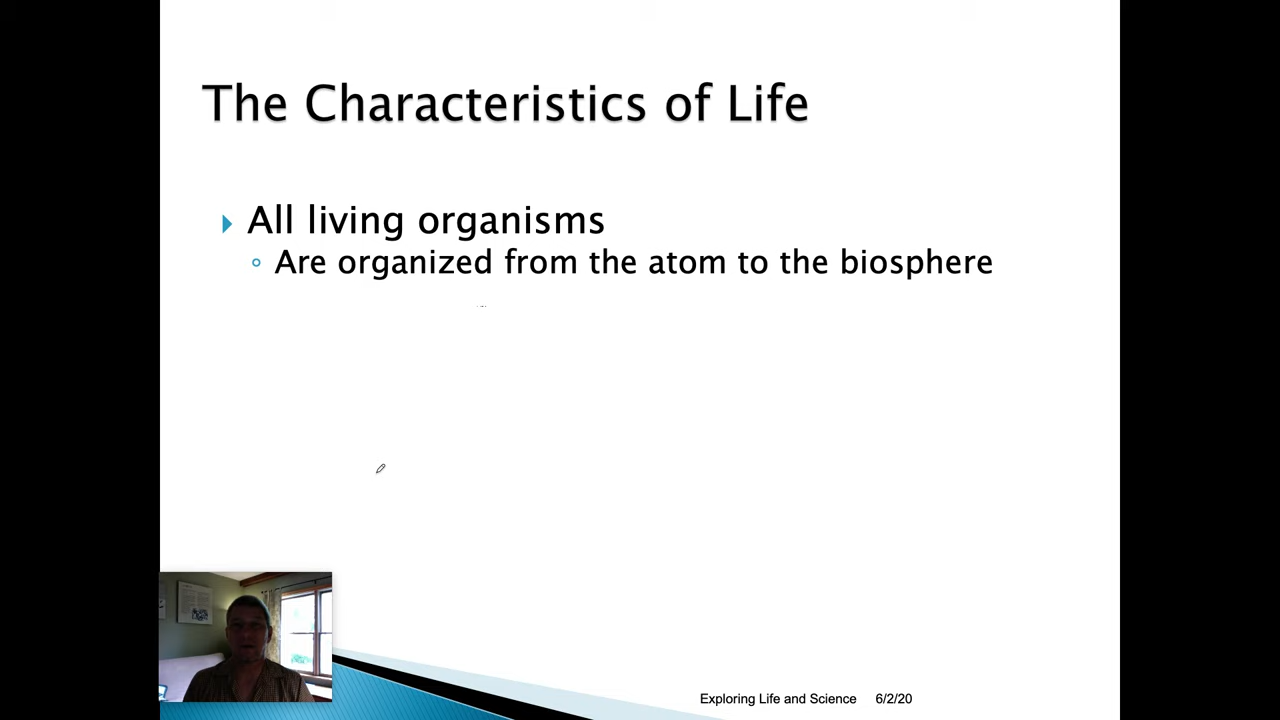 The Characteristics of Life
All living organisms
Are organized from the atom to the biosphere
Exploring Life and Science 6/2/20